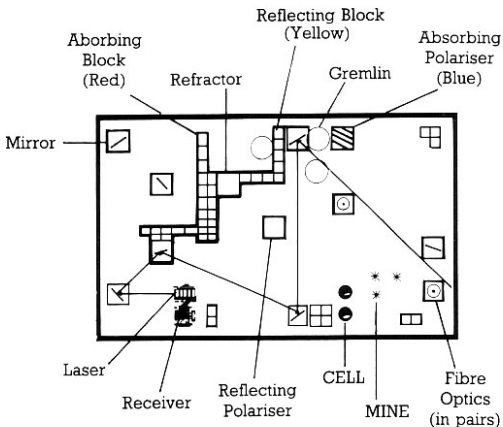 Reflecting Block
(Yellow)
Aborbing
Block
(Red)
Absorbing
Polariser
(Blue)
Refractor
Gremlin
Mirror
Laser
Receiver
Reflecting
Polariser
CELL
MINE
Fibre
Optics
(in pairs)